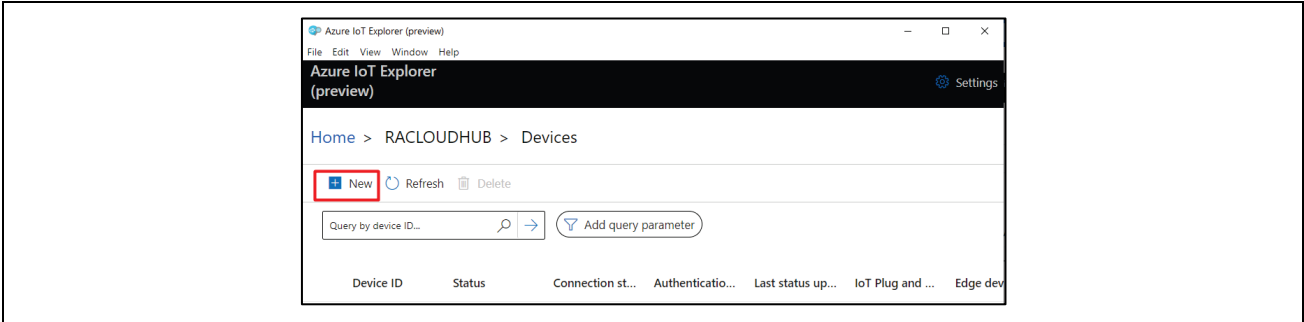 Azure IoT Explorer (preview)
File Edit View Window Help
Azure IoT Explorer
(preview)
Settings
Home > RACLOUDHUB > Devices
New Refresh Delete
Query by device ID...
Add query parameter
Device ID Status Connection st... Authenticatio... Last status up... IoT Plug and ... Edge dev